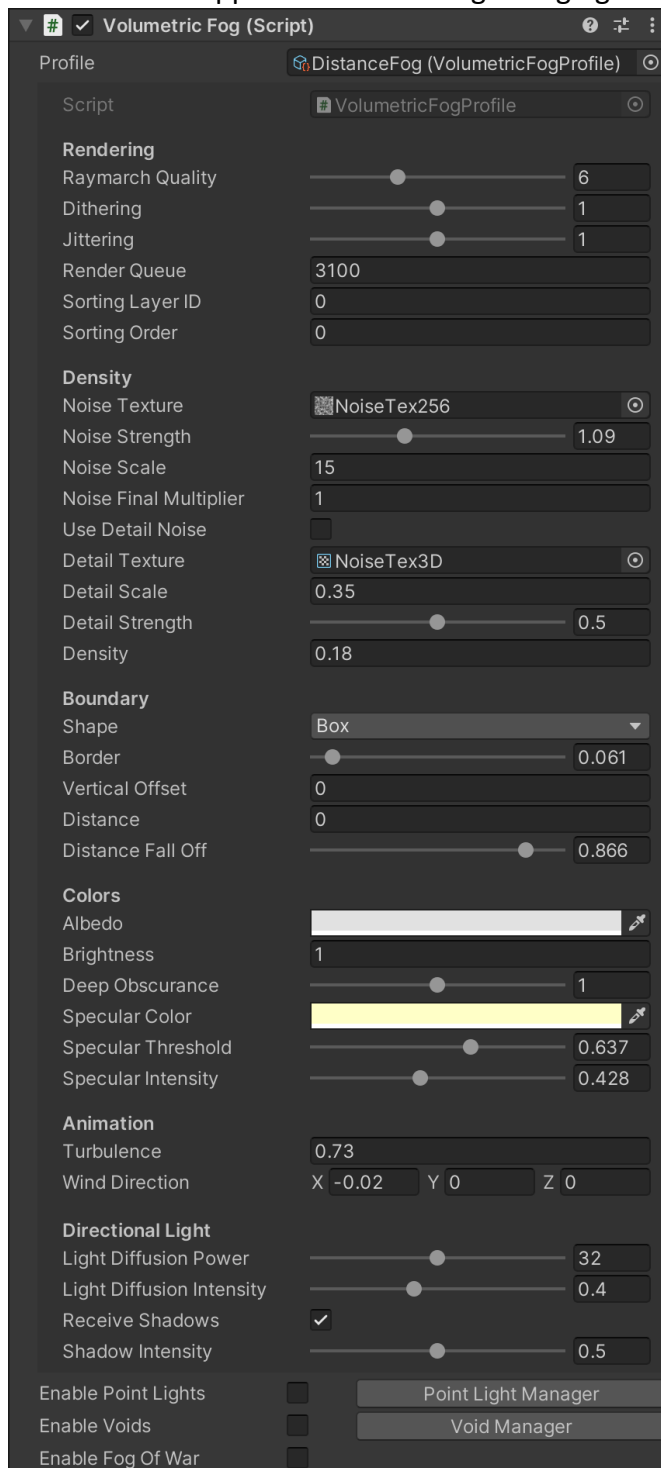 Volumetric Fog (Script)
Profile DistanceFog (VolumetricFogProfile)
Script # VolumetricFogProfile
Rendering
Raymarch Quality 6
Dithering 1
Jittering 1
Render Queue 3100
Sorting Layer ID 0
Sorting Order 0
Density
Noise Texture NoiseTex256
Noise Strength 1.09
Noise Scale 15
Noise Final Multiplier 1
Use Detail Noise
Detail Texture NoiseTex3D
Detail Scale 0.35
Detail Strength 0.5
Density 0.18
Boundary
Shape Box
Border 0.061
Vertical Offset 0
Distance 0
Distance Fall Off 0.866
Colors
Albedo
Brightness 1
Deep Obscurance 1
Specular Color
Specular Threshold 0.637
Specular Intensity 0.428
Animation
Turbulence 0.73
Wind Direction X -0.02 Y 0 Z 0
Directional Light
Light Diffusion Power 32
Light Diffusion Intensity 0.4
Receive Shadows
Shadow Intensity 0.5
Enable Point Lights Point Light Manager
Enable Voids Void Manager
Enable Fog Of War